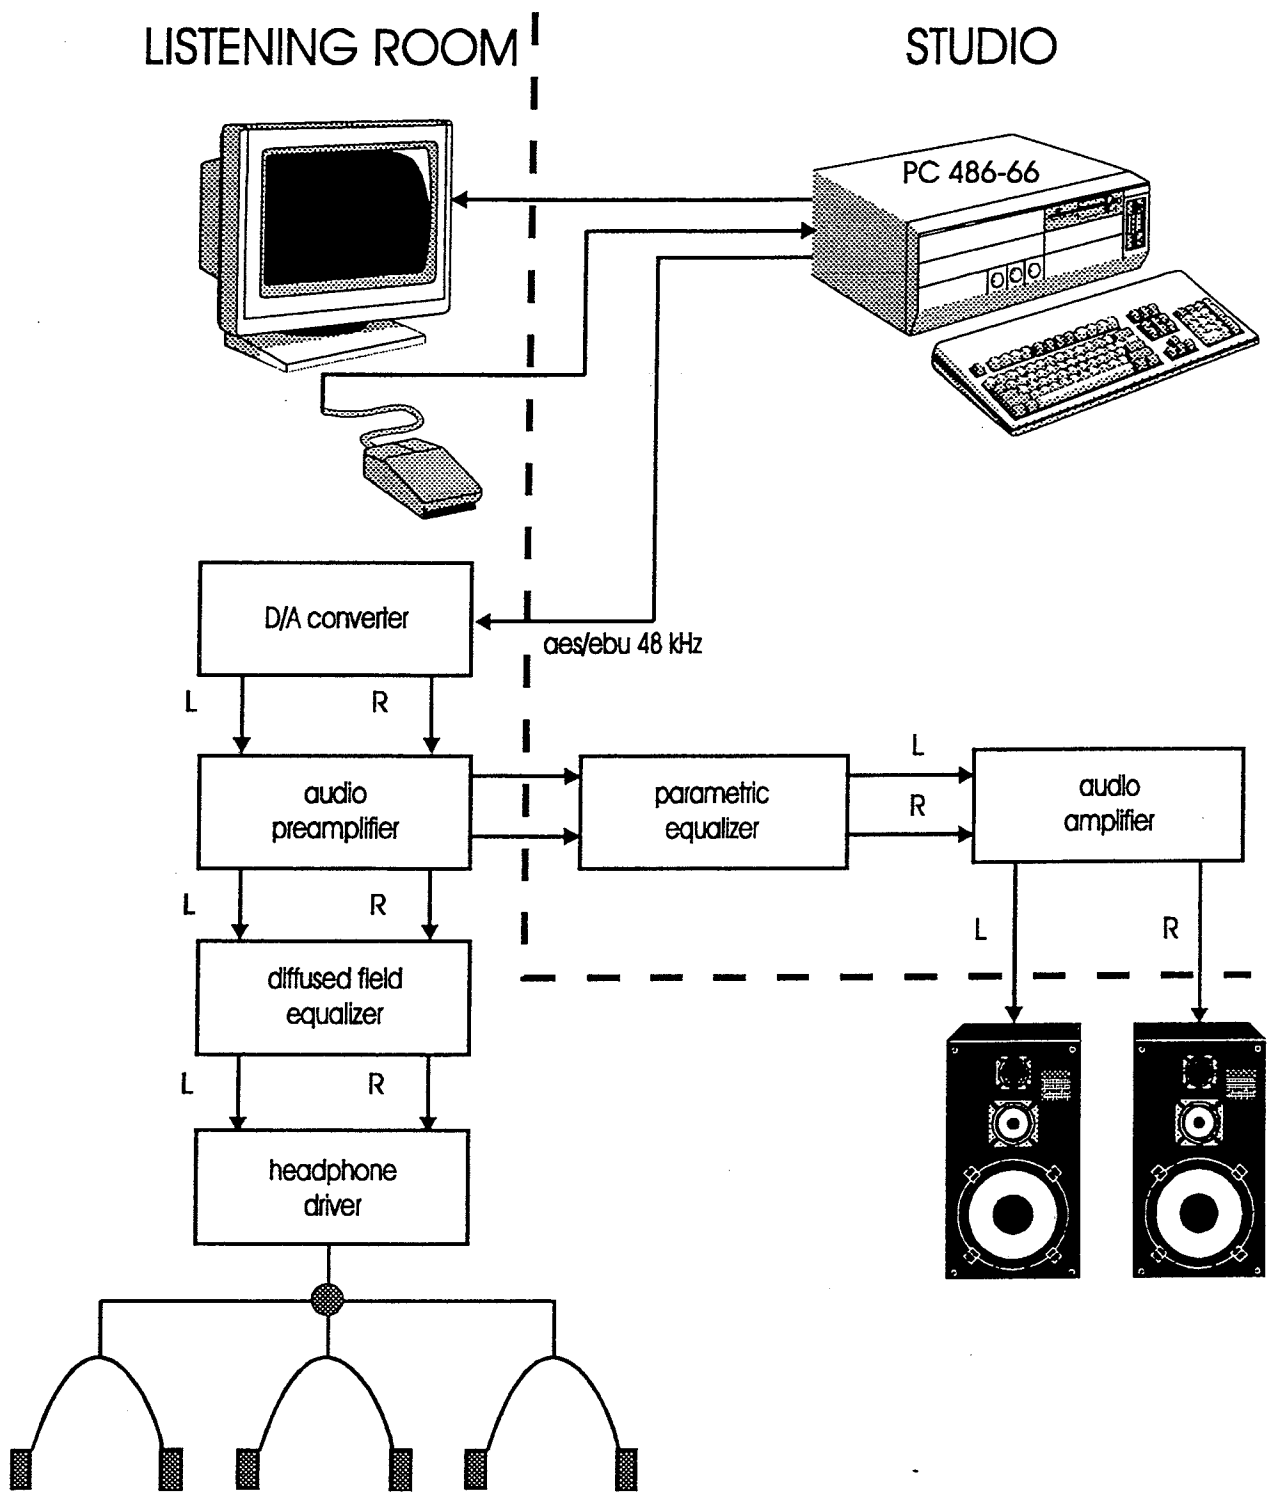 LISTENING ROOM
STUDIO
PC 486-66
D/A converter
aes/ebu 48 kHz
L
R
audio
preamplifier
parametric
equalizer
L
R
audio
amplifier
L
R
L
R
diffused field
equalizer
L
R
headphone
driver